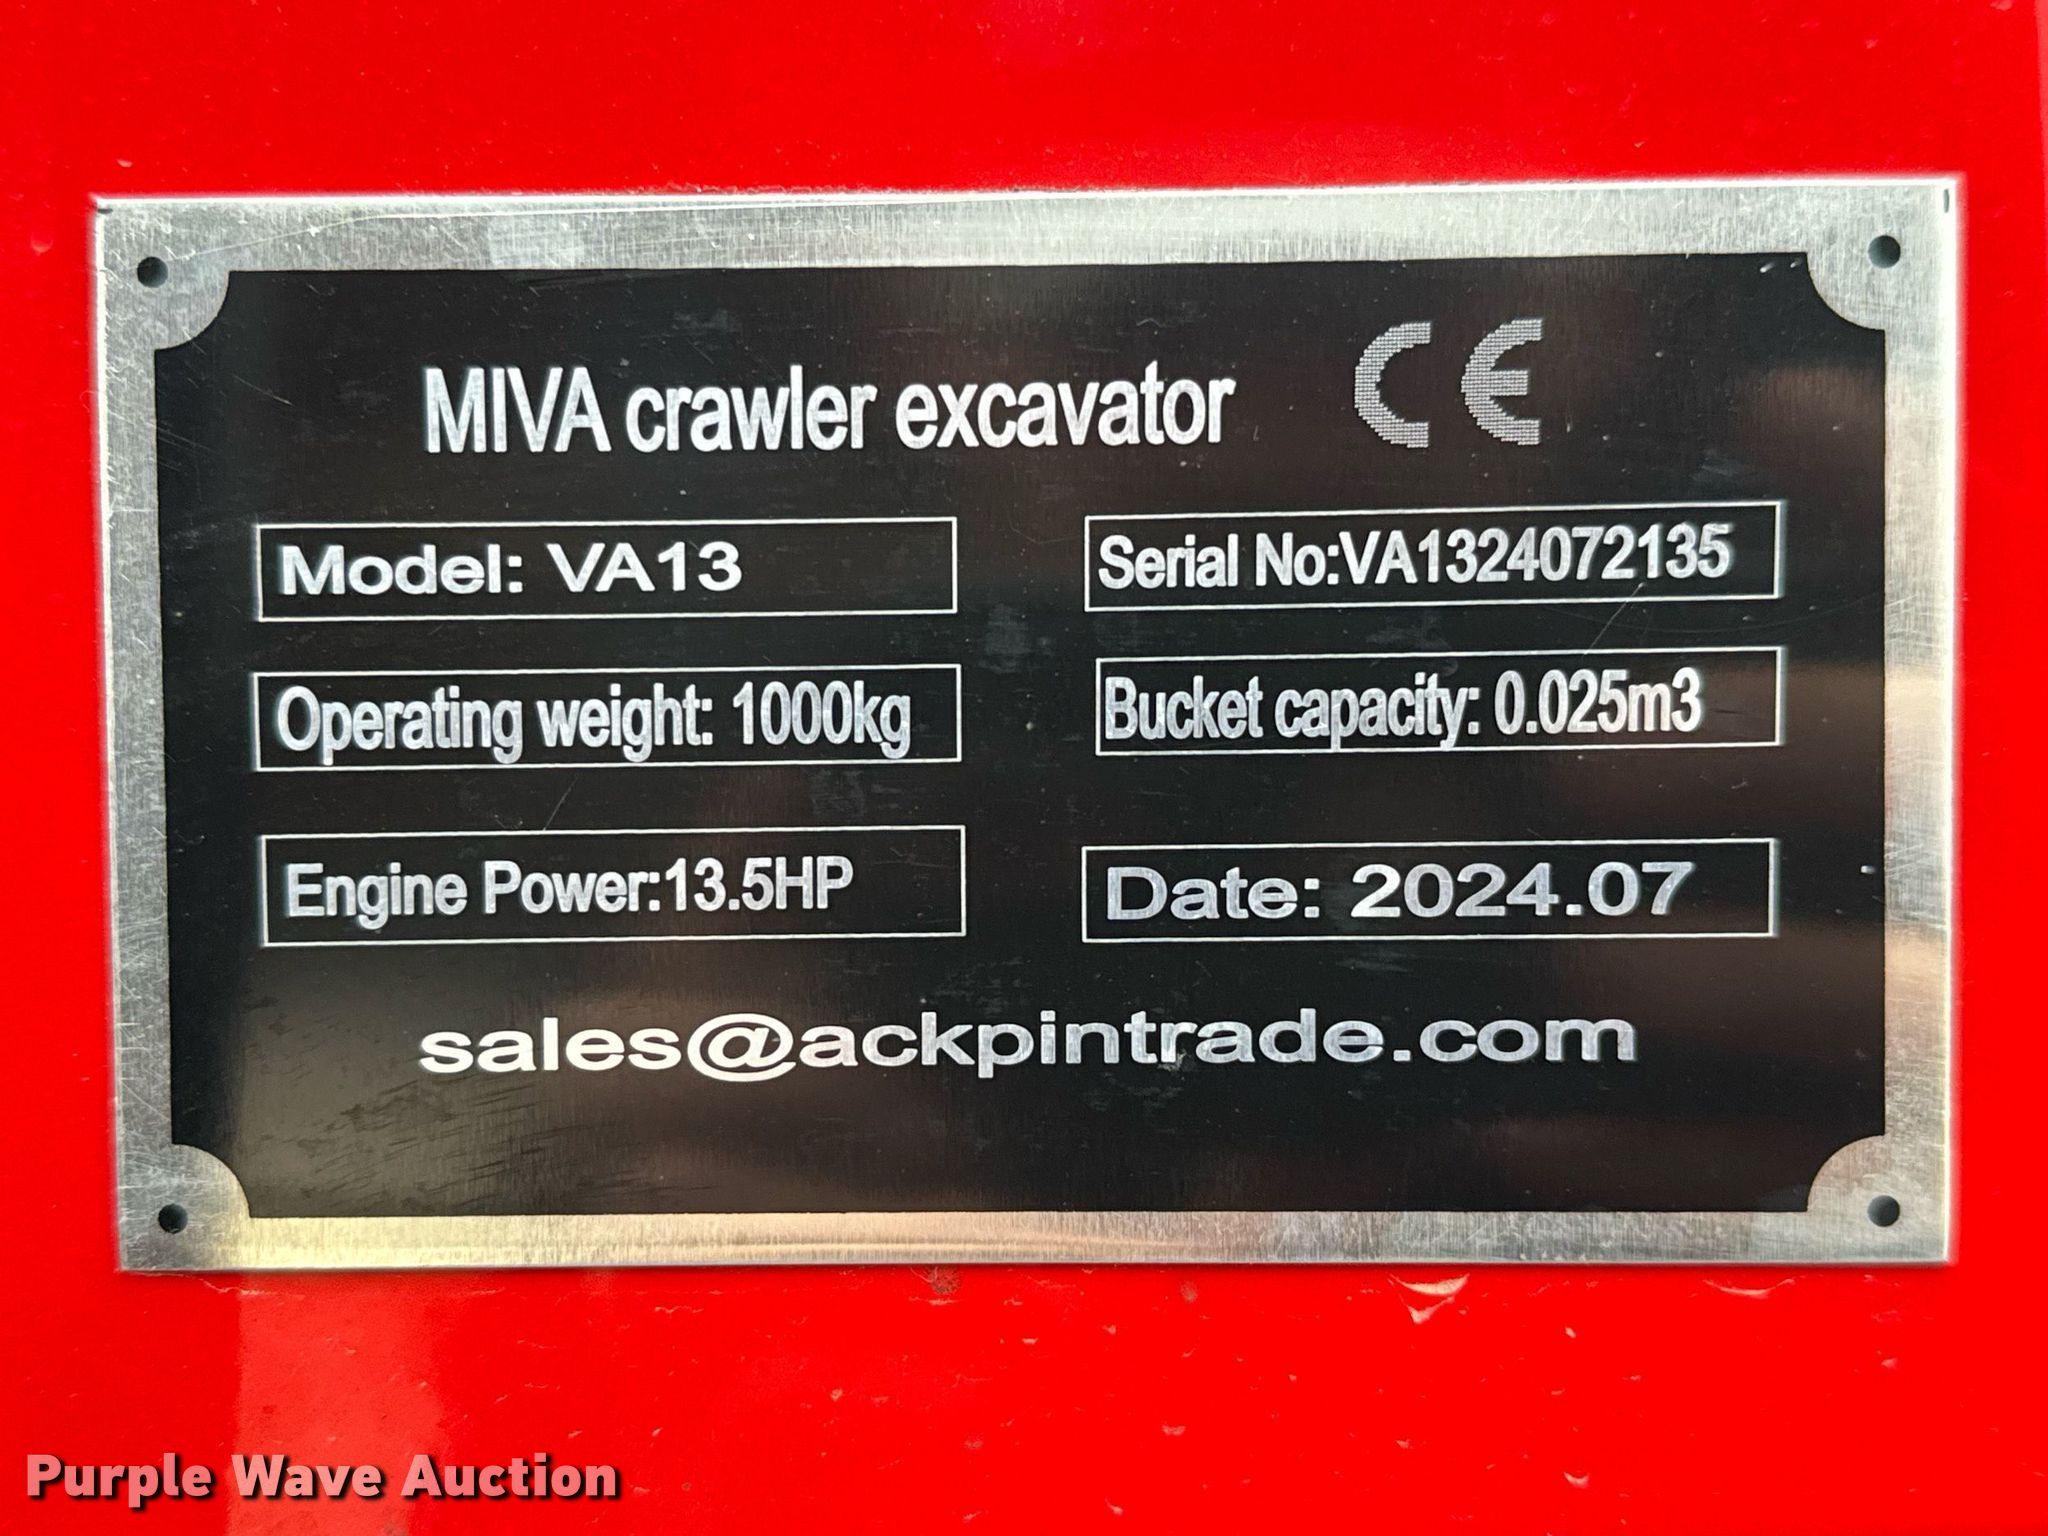 MIVA crawler excavator CE
Model: VA13
Serial No:VA1324072135
Operating weight: 1000kg
Bucket capacity: 0.025m3
Engine Power:13.5HP
Date: 2024.07
sales@ackpintrade.com
Purple Wave Auction